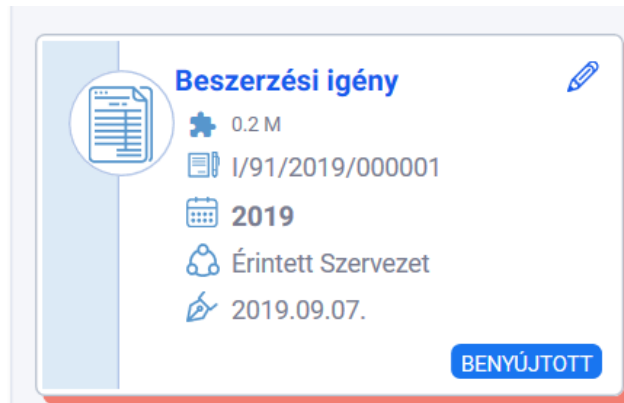 Beszerzési igény
0.2 M
I/91/2019/000001
2019
Érintett Szervezet
2019.09.07.
BENYÚJTOTT